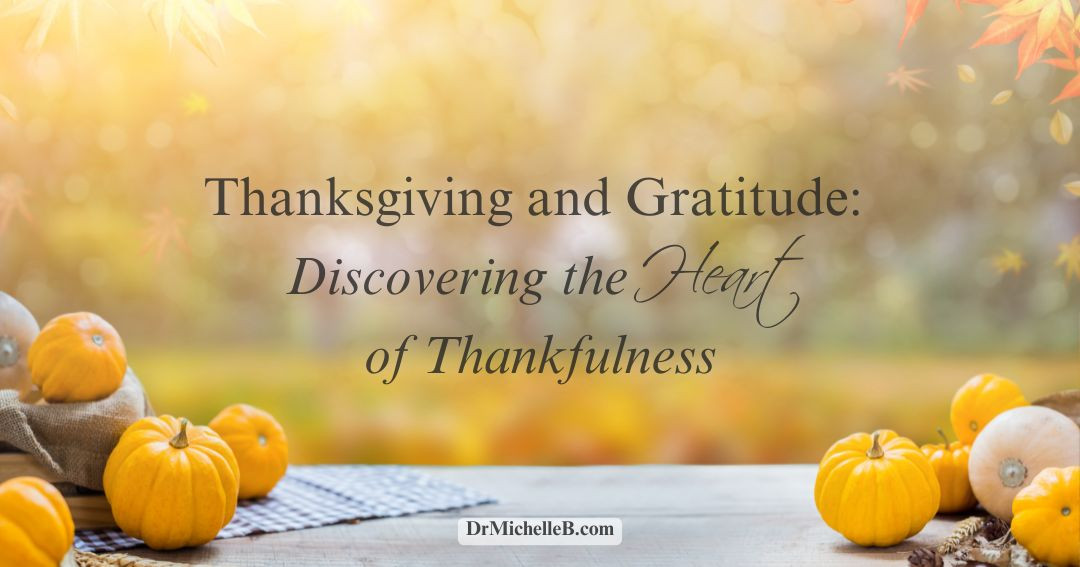 Thanksgiving and Gratitude:
Discovering the Heart
of Thankfulness
DrMichelleB.com